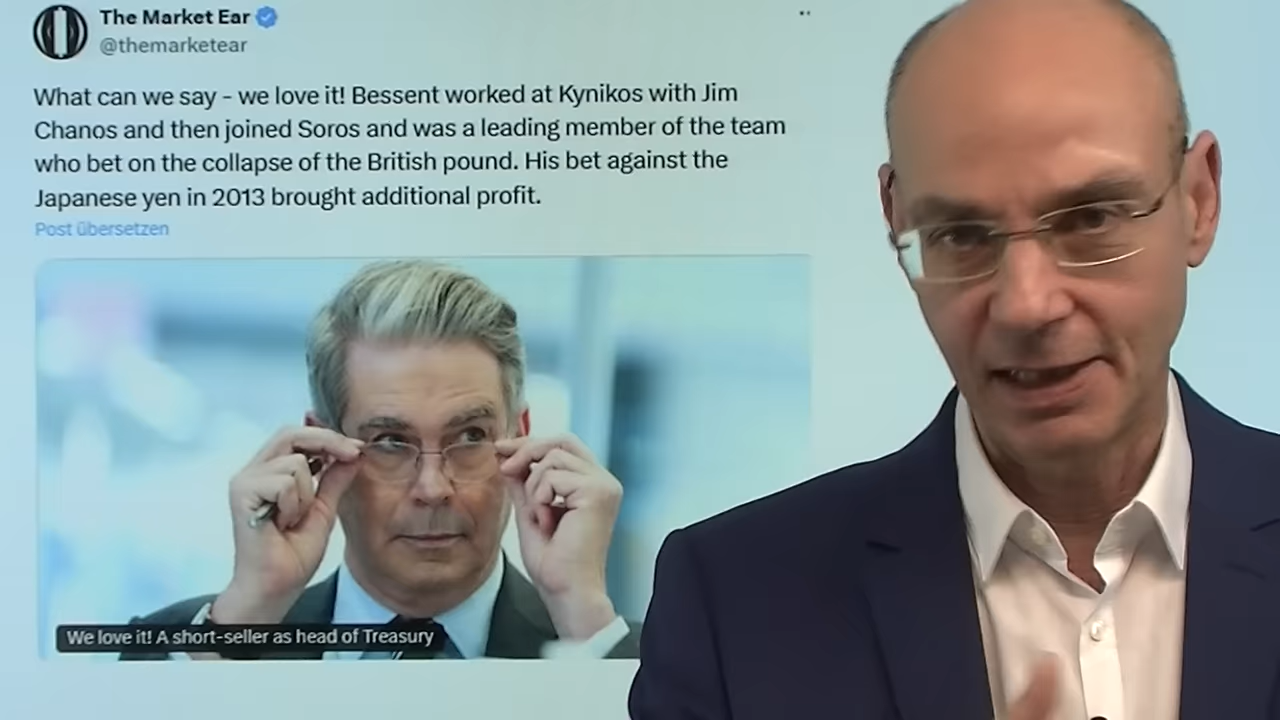 The Market Ear
@themarketear
What can we say - we love it! Bessent worked at Kynikos with Jim
Chanos and then joined Soros and was a leading member of the team
who bet on the collapse of the British pound. His bet against the
Japanese yen in 2013 brought additional profit.
Post übersetzen
We love it! A short-seller as head of Treasury